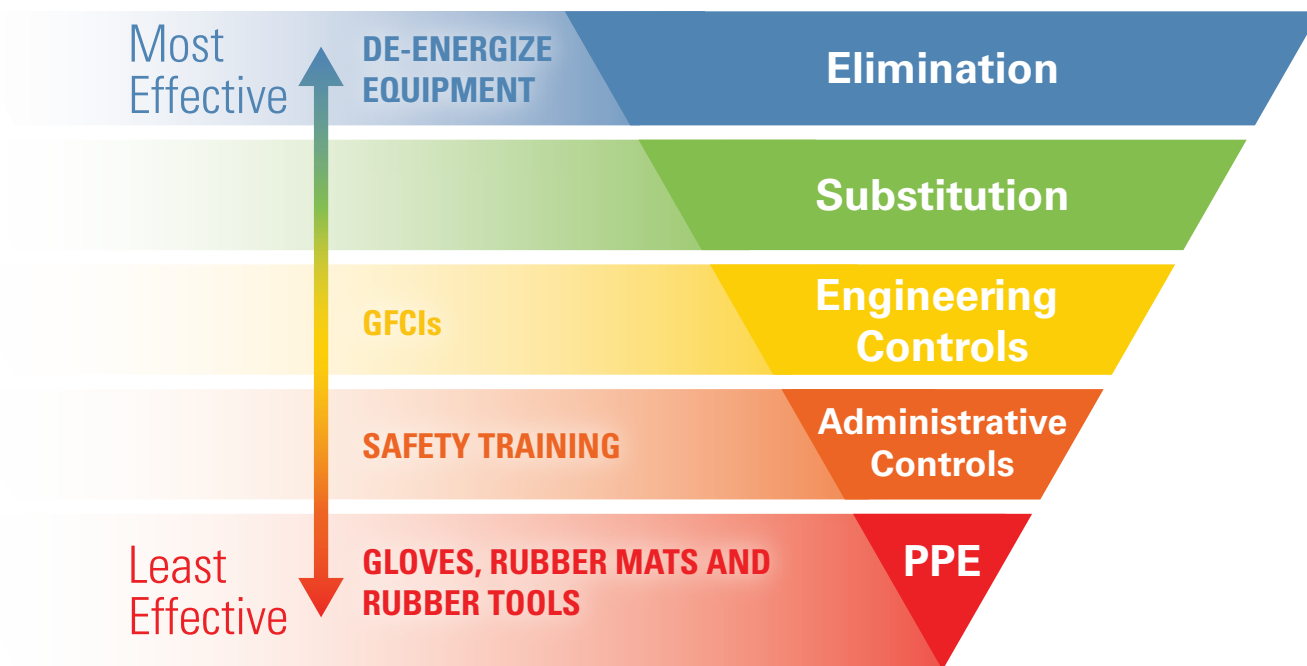 Most
Effective
DE-ENERGIZE
EQUIPMENT
Elimination
Substitution
GFCIs
Engineering
Controls
SAFETY TRAINING
Administrative
Controls
Least
Effective
GLOVES, RUBBER MATS AND
RUBBER TOOLS
PPE